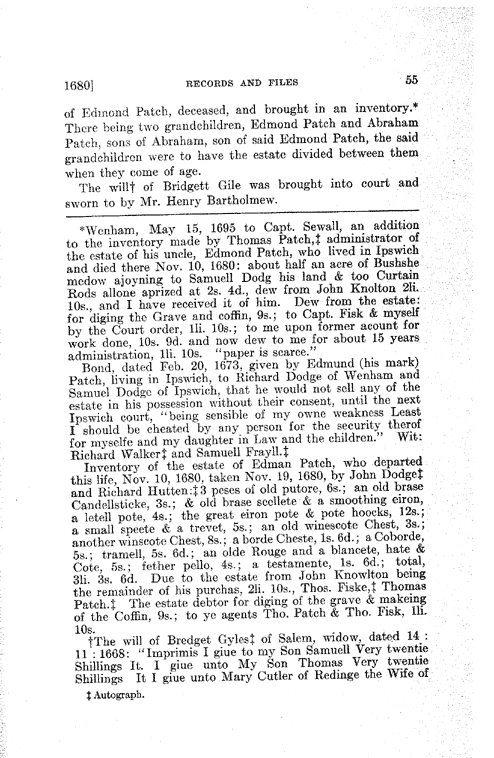 1680] RECORDS AND FILES 55
of Edmond Patch, deceased, and brought in an inventory.*
There being two grandchildren, Edmond Patch and Abraham
Patch, sons of Abraham, son of said Edmond Patch, the said
grandchildren were to have the estate divided between them
when they come of age.
The will† of Bridgett Gile was brought into court and
sworn to by Mr. Henry Bartholmew.
*Wenham, May 15, 1695 to Capt. Sewall, an addition
to the inventory made by Thomas Patch,‡ administrator of
the estate of his uncle, Edmond Patch, who lived in Ipswich
and died there Nov. 10, 1680: about half an acre of Bushshe
medow ajoyning to Samuell Dodg his land & too Curtain
Rods allone aprized at 2s. 4d., dew from John Knolton 2li.
10s., and I have received it of him. Dew from the estate:
for diging the Grave and coffin, 9s.; to Capt. Fisk & myself
by the Court order, 1li. 10s.; to me upon former acount for
work done, 10s. 9d. and now dew to me for about 15 years
administration, 1li. 10s. "paper is scarce."
Bond, dated Feb. 20, 1673, given by Edmund (his mark)
Patch, living in Ipswich, to Richard Dodge of Wenham and
Samuel Dodge of Ipswich, that he would not sell any of the
estate in his possession without their consent, until the next
Ipswich court, "being sensible of my owne weakness Least
I should be cheated by any person for the security therof
for myselfe and my daughter in Law and the children." Wit:
Richard Walker‡ and Samuell Frayll.‡
Inventory of the estate of Edman Patch, who departed
this life, Nov. 10, 1680, taken Nov. 19, 1680, by John Dodge‡
and Richard Hutten:‡3 peses of old putore, 6s.; an old brase
Candellsticke, 3s.; & old brase scellete & a smoothing eiron,
a letell pote, 4s.; the great eiron pote & pote hoocks, 12s.;
a small speete & a trevet, 5s.; an old winescote Chest, 3s.;
another winscote Chest, 8s.; a borde Cheste, 1s. 6d.; a Coborde,
5s.; tramell, 5s. 6d.; an olde Rouge and a blancete, hate &
Cote, 5s.; fether pello, 4s.; a testamente, 1s. 6d.; total,
3li. 3s. 6d. Due to the estate from John Knowlton being
the remainder of his purchas, 2li. 10s., Thos. Fiske,‡ Thomas
Patch.‡ The estate debtor for diging of the grave & makeing
of the Coffin, 9s.; to ye agents Tho. Patch & Tho. Fisk, 1li.
10s.
†The will of Bredget Gyles‡ of Salem, widow, dated 14 :
11 : 1668: "Imprimis I giue to my Son Samuell Very twentie
Shillings It. I giue unto My Son Thomas Very twentie
Shillings It I giue unto Mary Cutler of Redinge the Wife of
‡ Autograph.